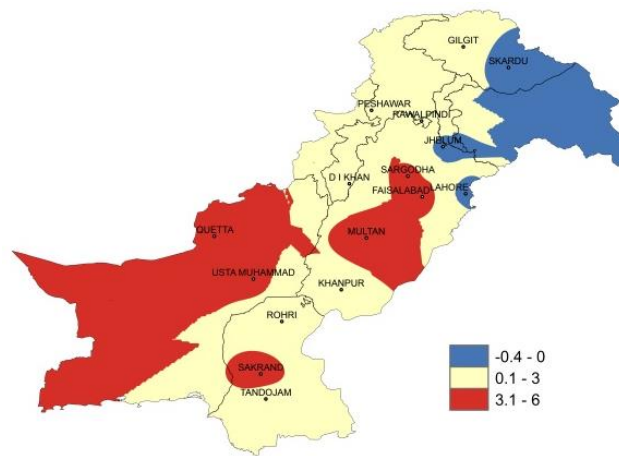 GILGIT
SKARDU
PESHAWAR
RAWALPINDI
JHELUM
SARGODHA
D I KHAN
FAISALABAD
LAHORE
QUETTA
MULTAN
USTA MUHAMMAD
KHANPUR
ROHRI
SAKRAND
TANDOJAM
-0.4 - 0
0.1 - 3
3.1 - 6